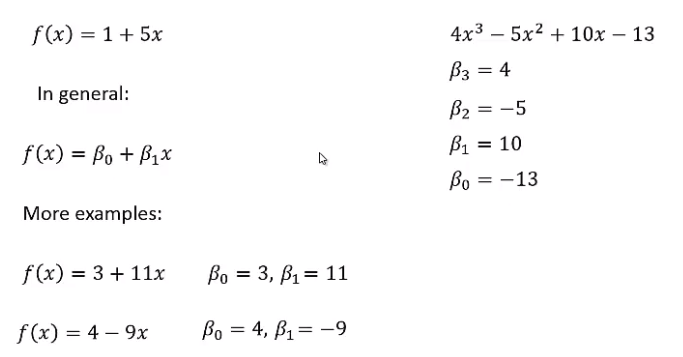 f(x) = 1 + 5x
In general:
f(x) = β₀ + β₁x
More examples:
f(x) = 3 + 11x β₀ = 3, β₁ = 11
f(x) = 4 − 9x β₀ = 4, β₁ = −9
4x³ − 5x² + 10x − 13
β₃ = 4
β₂ = −5
β₁ = 10
β₀ = −13